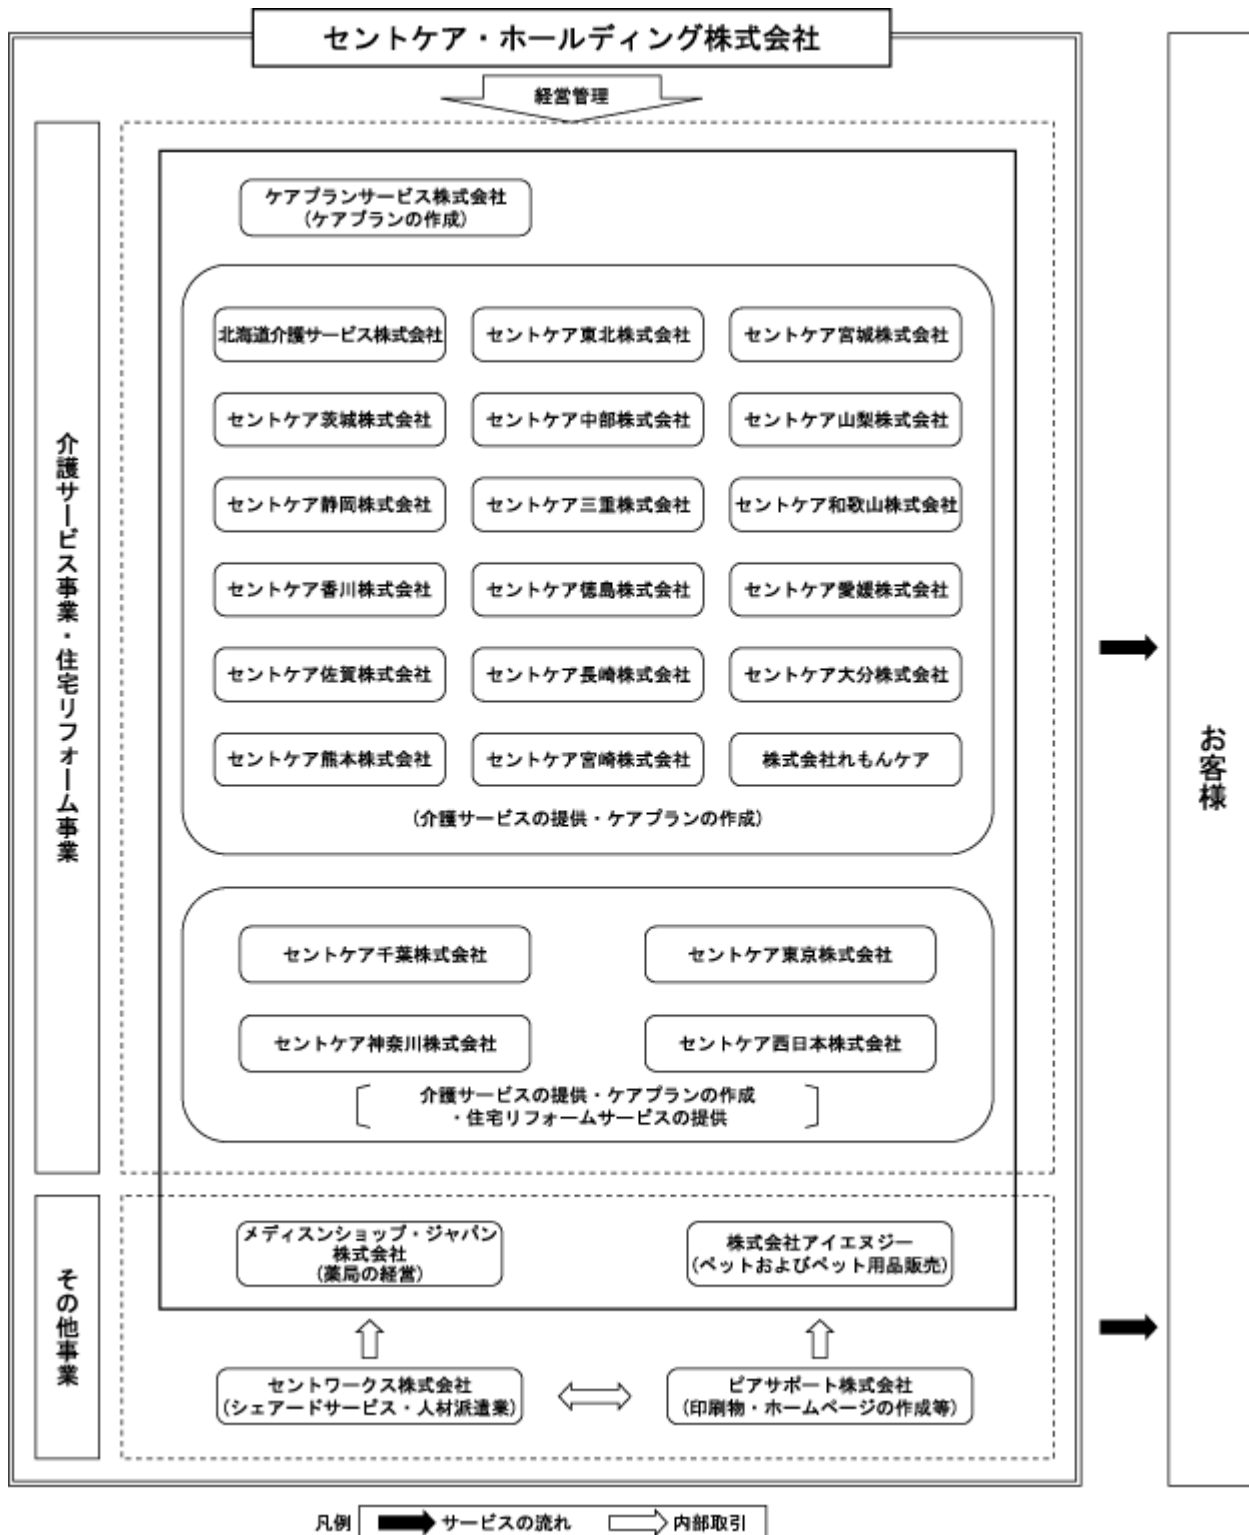 セントケア・ホールディング株式会社
経営管理
介護サービス事業・住宅リフォーム事業
ケアプランサービス株式会社
(ケアプランの作成)
北海道介護サービス株式会社
セントケア東北株式会社
セントケア宮城株式会社
セントケア茨城株式会社
セントケア中部株式会社
セントケア山梨株式会社
セントケア静岡株式会社
セントケア三重株式会社
セントケア和歌山株式会社
セントケア香川株式会社
セントケア徳島株式会社
セントケア愛媛株式会社
セントケア佐賀株式会社
セントケア長崎株式会社
セントケア大分株式会社
セントケア熊本株式会社
セントケア宮崎株式会社
株式会社れもんケア
(介護サービスの提供・ケアプランの作成)
セントケア千葉株式会社
セントケア東京株式会社
セントケア神奈川株式会社
セントケア西日本株式会社
介護サービスの提供・ケアプランの作成
・住宅リフォームサービスの提供
その他事業
メディスンショップ・ジャパン
株式会社
(薬局の経営)
株式会社アイエヌジー
(ペットおよびペット用品販売)
セントワークス株式会社
(シェアードサービス・人材派遣業)
ピアサポート株式会社
(印刷物・ホームページの作成等)
お客様
凡例 サービスの流れ 内部取引